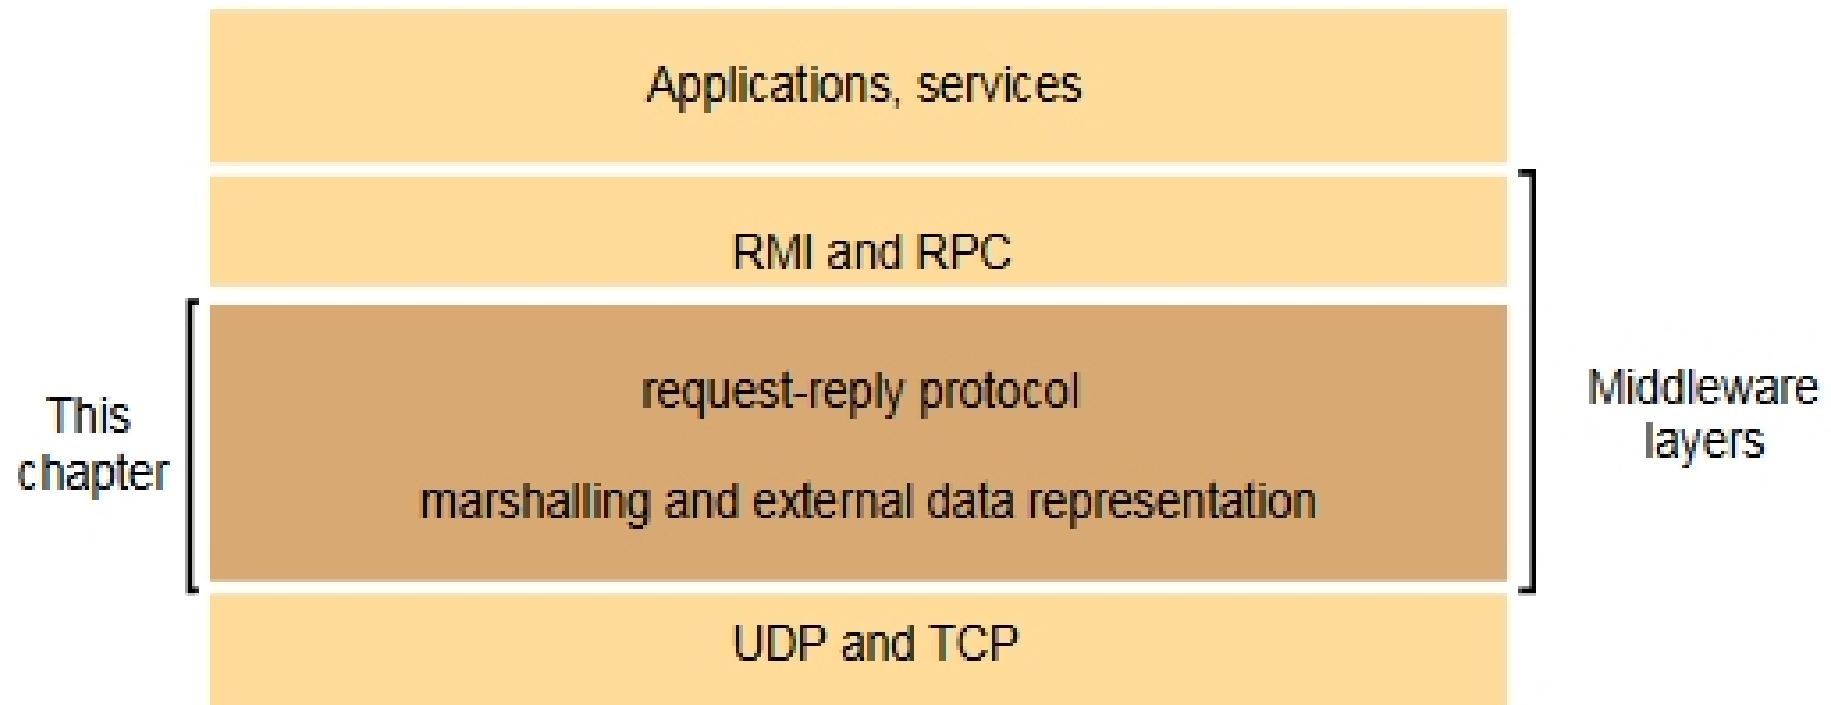 Applications, services
RMI and RPC
request-reply protocol
marshalling and external data representation
UDP and TCP
This
chapter
Middleware
layers